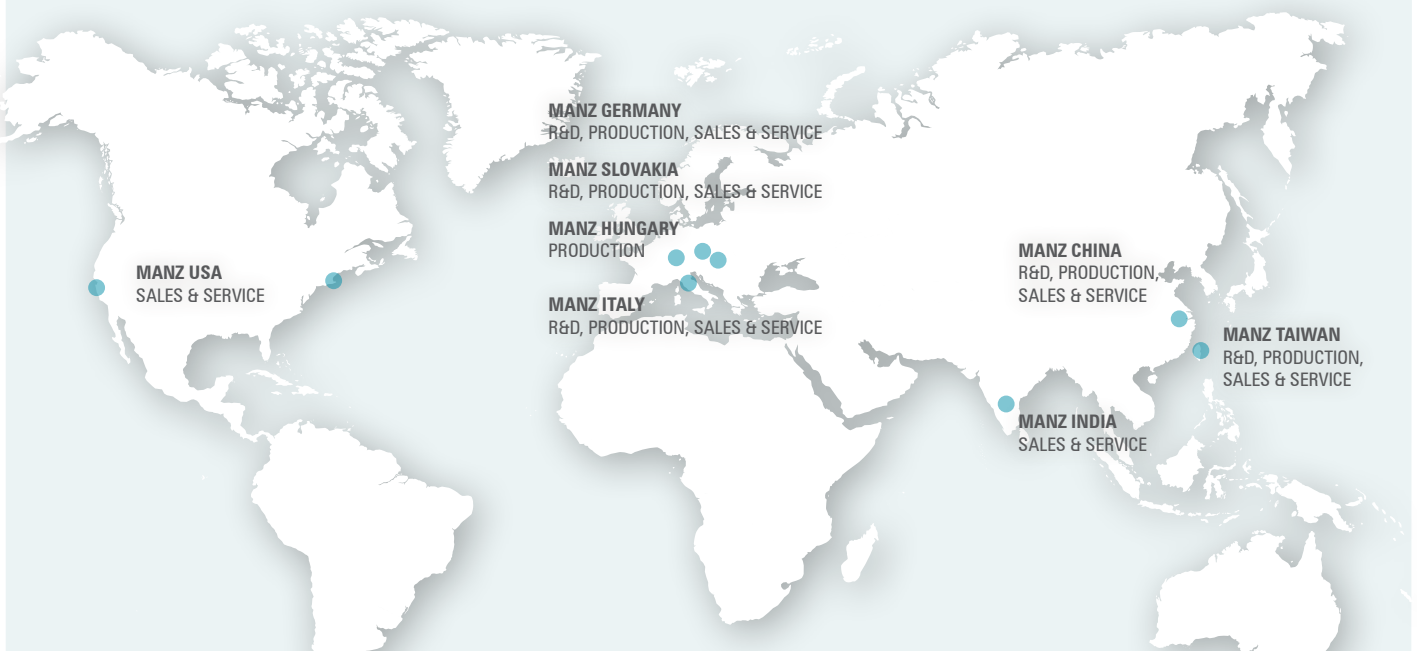 MANZ GERMANY
R&D, PRODUCTION, SALES & SERVICE
MANZ SLOVAKIA
R&D, PRODUCTION, SALES & SERVICE
MANZ HUNGARY
PRODUCTION
MANZ ITALY
R&D, PRODUCTION, SALES & SERVICE
MANZ USA
SALES & SERVICE
MANZ CHINA
R&D, PRODUCTION,
SALES & SERVICE
MANZ TAIWAN
R&D, PRODUCTION,
SALES & SERVICE
MANZ INDIA
SALES & SERVICE